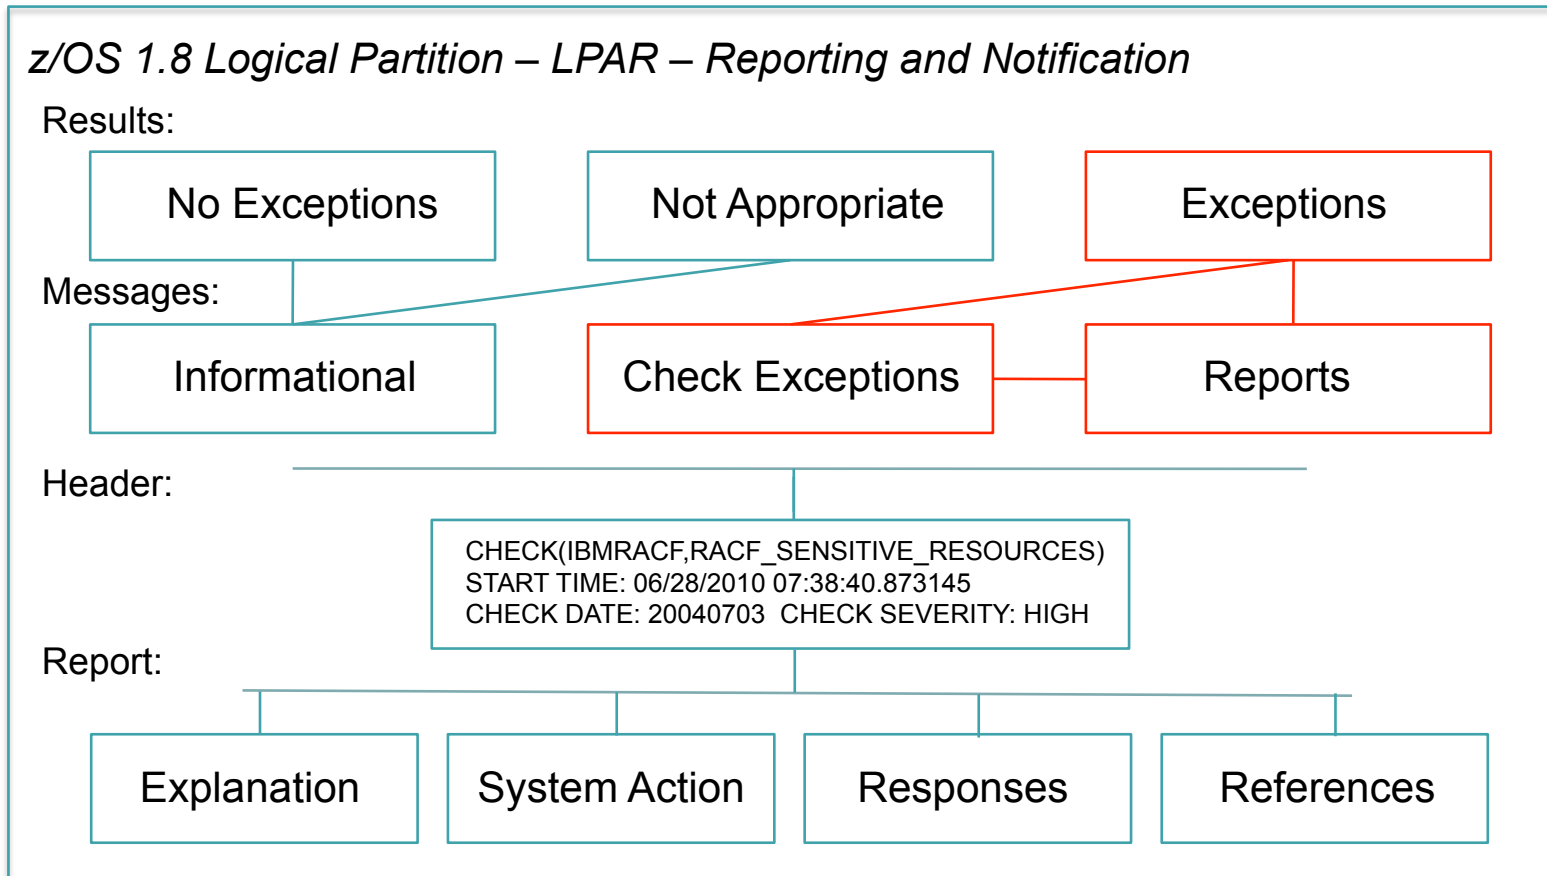 z/OS 1.8 Logical Partition – LPAR – Reporting and Notification
Results:
No Exceptions
Not Appropriate
Exceptions
Messages:
Informational
Check Exceptions
Reports
Header:
CHECK(IBMRACF,RACF_SENSITIVE_RESOURCES)
START TIME: 06/28/2010 07:38:40.873145
CHECK DATE: 20040703  CHECK SEVERITY: HIGH
Report:
Explanation
System Action
Responses
References